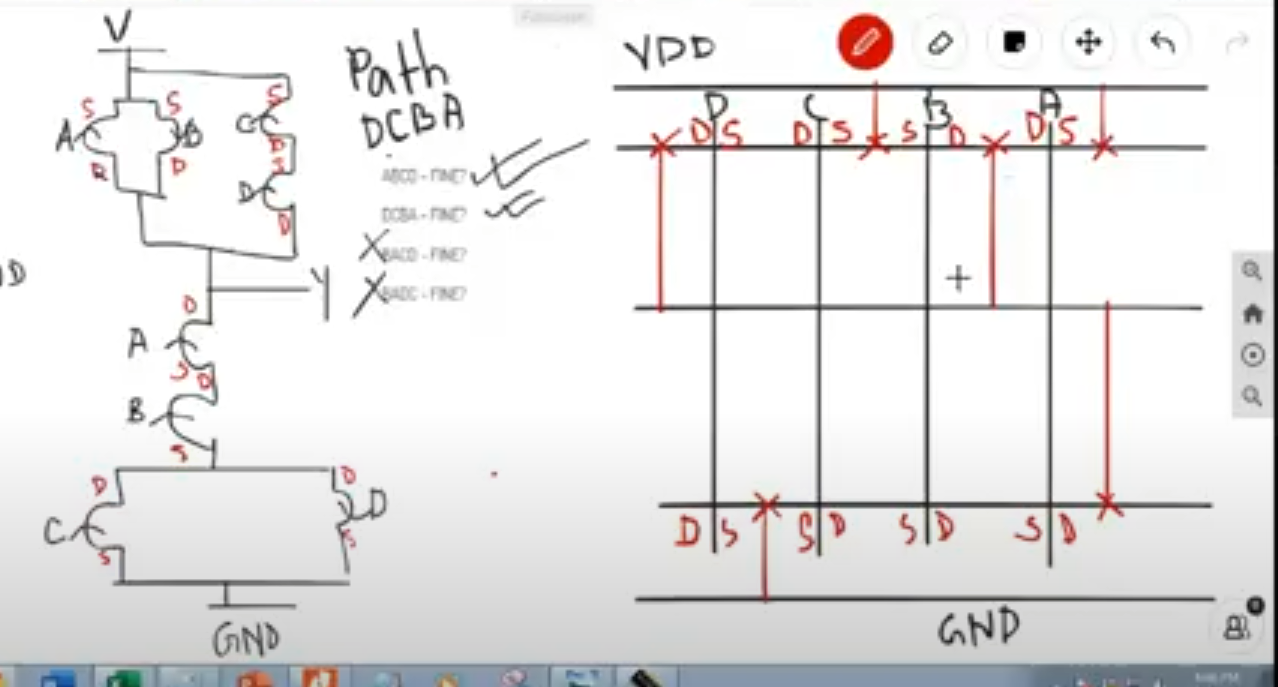 V
S
S
A
B
R
D
S
C
D
S
D
D
Path
DCBA
ABCD - FINE?
DCBA - FINE?
BACD - FINE?
BADC - FINE?
Y
D
A
S
D
B
S
D
C
S
D
D
S
GND
VDD
D C B A
D S D S S D D S
D S S D S D S D
GND